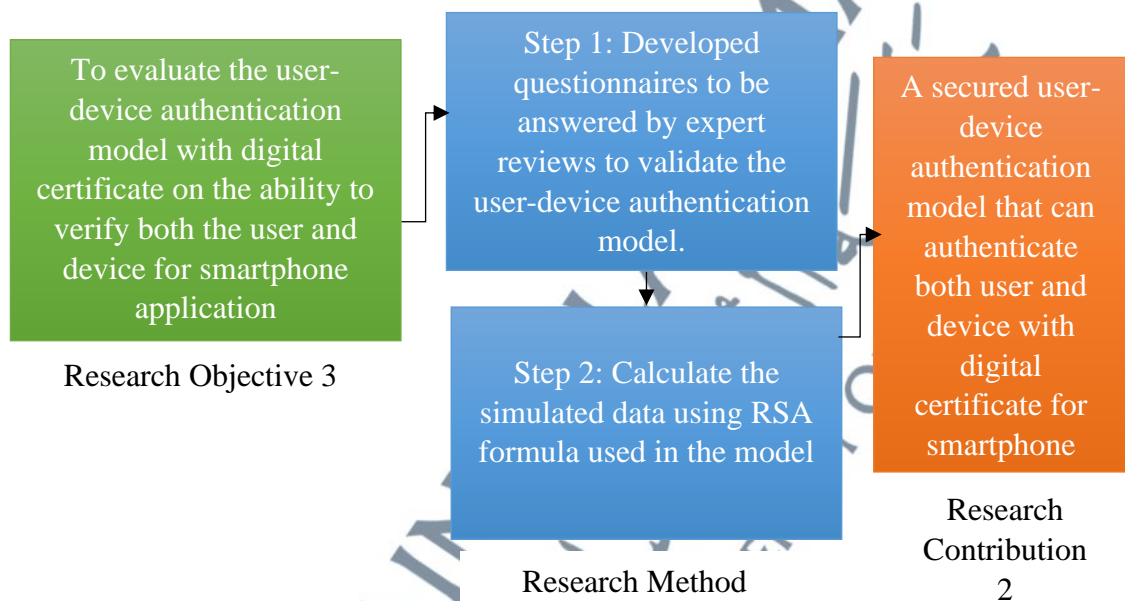 To evaluate the user-
device authentication
model with digital
certificate on the ability to
verify both the user and
device for smartphone
application
Research Objective 3
Step 1: Developed
questionnaires to be
answered by expert
reviews to validate the
user-device authentication
model.
Step 2: Calculate the
simulated data using RSA
formula used in the model
Research Method
A secured user-
device
authentication
model that can
authenticate
both user and
device with
digital
certificate for
smartphone
Research
Contribution
2